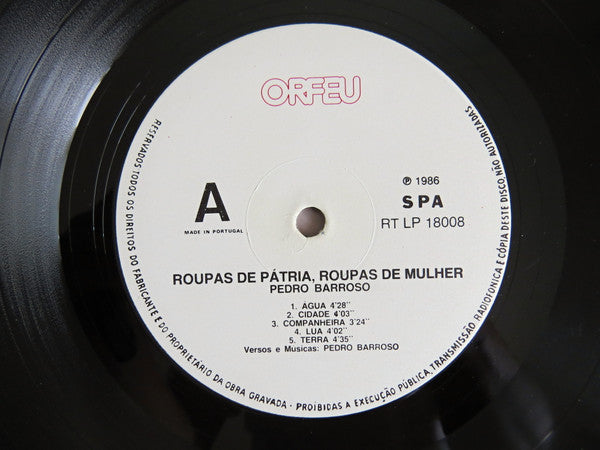 ORFEU
RESERVADOS TODOS OS DIREITOS DO FABRICANTE E DO PROPRIETÁRIO DA OBRA GRAVADA - PROIBIDAS A EXECUÇÃO PÚBLICA, TRANSMISSÃO RADIOFÓNICA E CÓPIA DESTE DISCO, NÃO AUTORIZADAS
A
MADE IN PORTUGAL
℗ 1986
SPA
RT LP 18008
ROUPAS DE PÁTRIA, ROUPAS DE MULHER
PEDRO BARROSO
1. ÁGUA 4'28"
2. CIDADE 4'03"
3. COMPANHEIRA 3'24"
4. LUA 4'02"
5. TERRA 4'35"
Versos e Músicas: PEDRO BARROSO